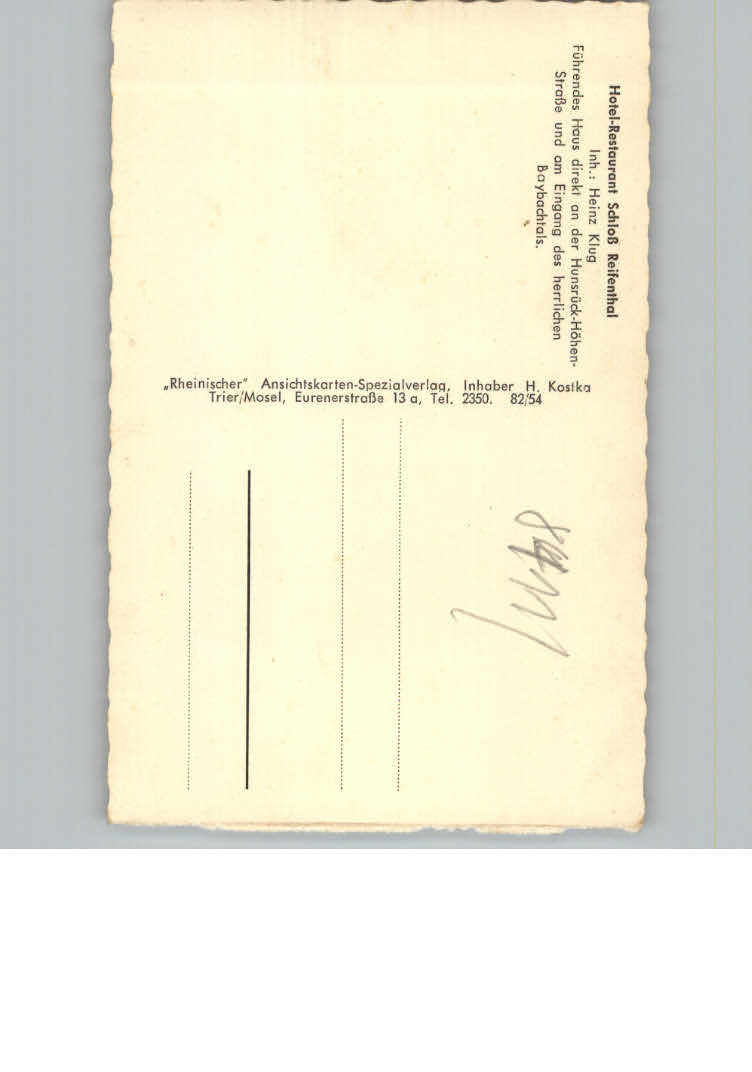 Hotel-Restaurant Schloß Reifenthal
Inh.: Heinz Klug
Führendes Haus direkt an der Hunsrück-Höhen-
Straße und am Eingang des herrlichen
Baybachtals.
„Rheinischer" Ansichtskarten-Spezialverlag, Inhaber H. Kostka
Trier/Mosel, Eurenerstraße 13 a, Tel. 2350. 82/54